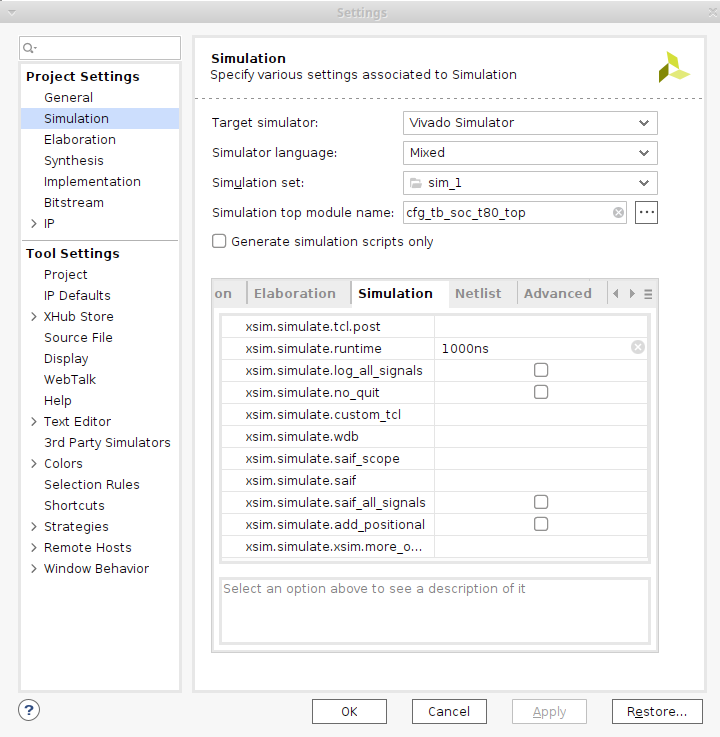 Settings
Project Settings
General
Simulation
Elaboration
Synthesis
Implementation
Bitstream
IP
Tool Settings
Project
IP Defaults
XHub Store
Source File
Display
WebTalk
Help
Text Editor
3rd Party Simulators
Colors
Selection Rules
Shortcuts
Strategies
Remote Hosts
Window Behavior
Simulation
Specify various settings associated to Simulation
Target simulator: Vivado Simulator
Simulator language: Mixed
Simulation set: sim_1
Simulation top module name: cfg_tb_soc_t80_top ...
Generate simulation scripts only
on Elaboration Simulation Netlist Advanced
xsim.simulate.tcl.post
xsim.simulate.runtime 1000ns
xsim.simulate.log_all_signals
xsim.simulate.no_quit
xsim.simulate.custom_tcl
xsim.simulate.wdb
xsim.simulate.saif_scope
xsim.simulate.saif
xsim.simulate.saif_all_signals
xsim.simulate.add_positional
xsim.simulate.xsim.more_o...
Select an option above to see a description of it
? OK Cancel Apply Restore...